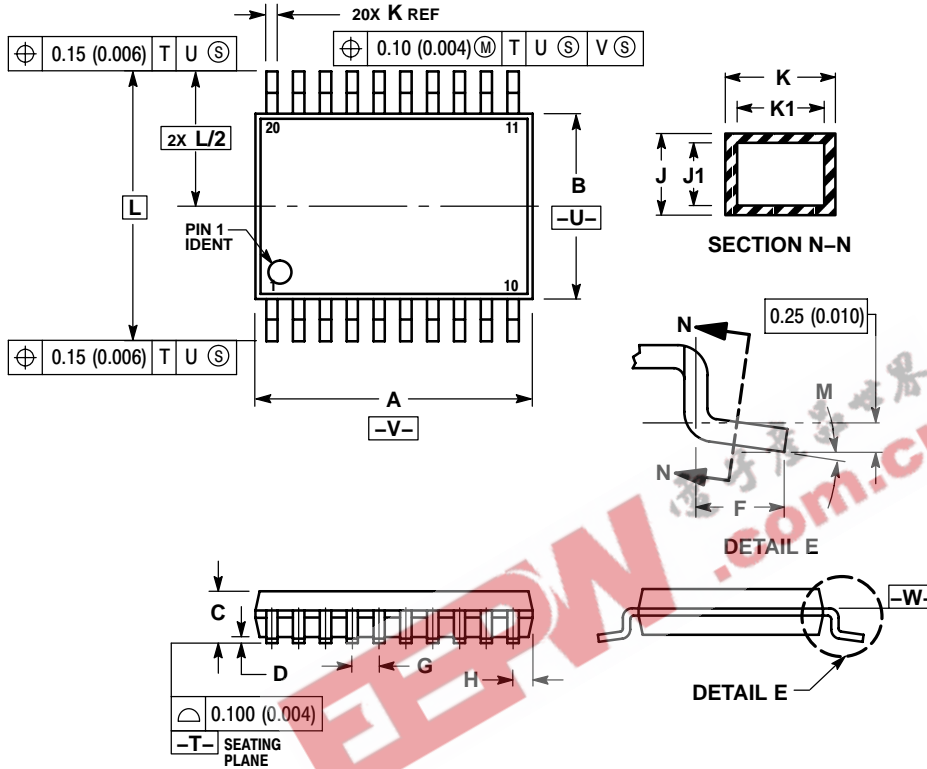 20X K REF
⌖ 0.15 (0.006) T U Ⓢ
⌖ 0.10 (0.004) Ⓜ T U Ⓢ V Ⓢ
K
K1
20
11
2X L/2
J
J1
B
L
–U–
PIN 1
IDENT
SECTION N–N
1
10
0.25 (0.010)
N
⌖ 0.15 (0.006) T U Ⓢ
M
A
–V–
N
F
DETAIL E
EEPW.com.c
C
–W–
D
G
H
DETAIL E
⌓ 0.100 (0.004)
–T– SEATING
PLANE